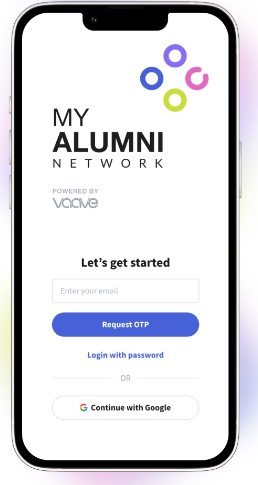 MY
ALUMNI
NETWORK
POWERED BY
vaave
Let's get started
Enter your email
Request OTP
Login with password
OR
Continue with Google